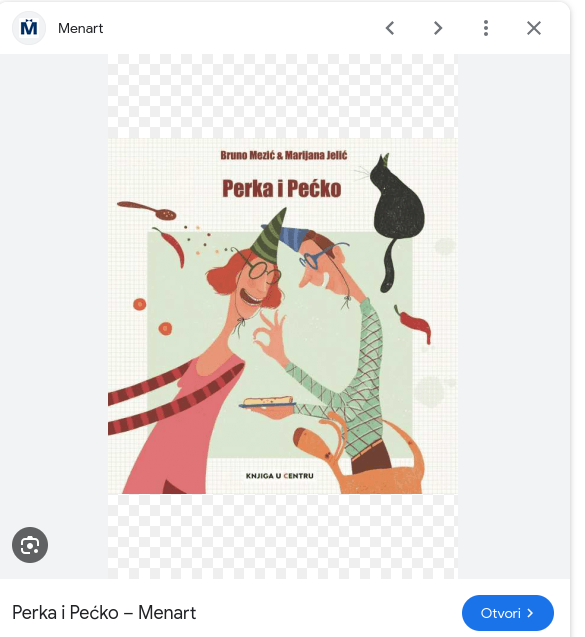 Menart
Bruno Mezić & Marijana Jelić
Perka i Pećko
KNJIGA U CENTRU
Perka i Pećko – Menart
Otvori